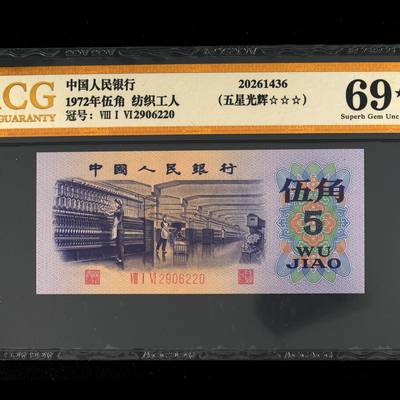 ACG
GUARANTY
中国人民银行
1972年伍角 纺织工人
冠号: Ⅷ Ⅰ Ⅵ2906220
20261436
(五星光辉☆☆☆)
69★
Superb Gem Unc
中國人民銀行
伍角
5
WU
JIAO
Ⅷ Ⅰ Ⅵ2906220